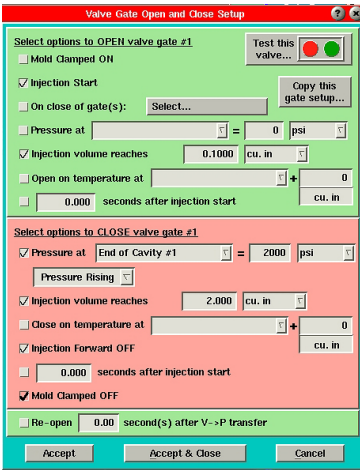 Valve Gate Open and Close Setup
Select options to OPEN valve gate #1
Test this valve...
Mold Clamped ON
Injection Start
Copy this gate setup...
On close of gate(s): Select...
Pressure at = 0 psi
Injection volume reaches 0.1000 cu. in
Open on temperature at + 0
cu. in
0.000 seconds after injection start
Select options to CLOSE valve gate #1
Pressure at End of Cavity #1 = 2000 psi
Pressure Rising
Injection volume reaches 2.000 cu. in
Close on temperature at + 0
cu. in
Injection Forward OFF
0.000 seconds after injection start
Mold Clamped OFF
Re-open 0.00 second(s) after V->P transfer
Accept Accept & Close Cancel